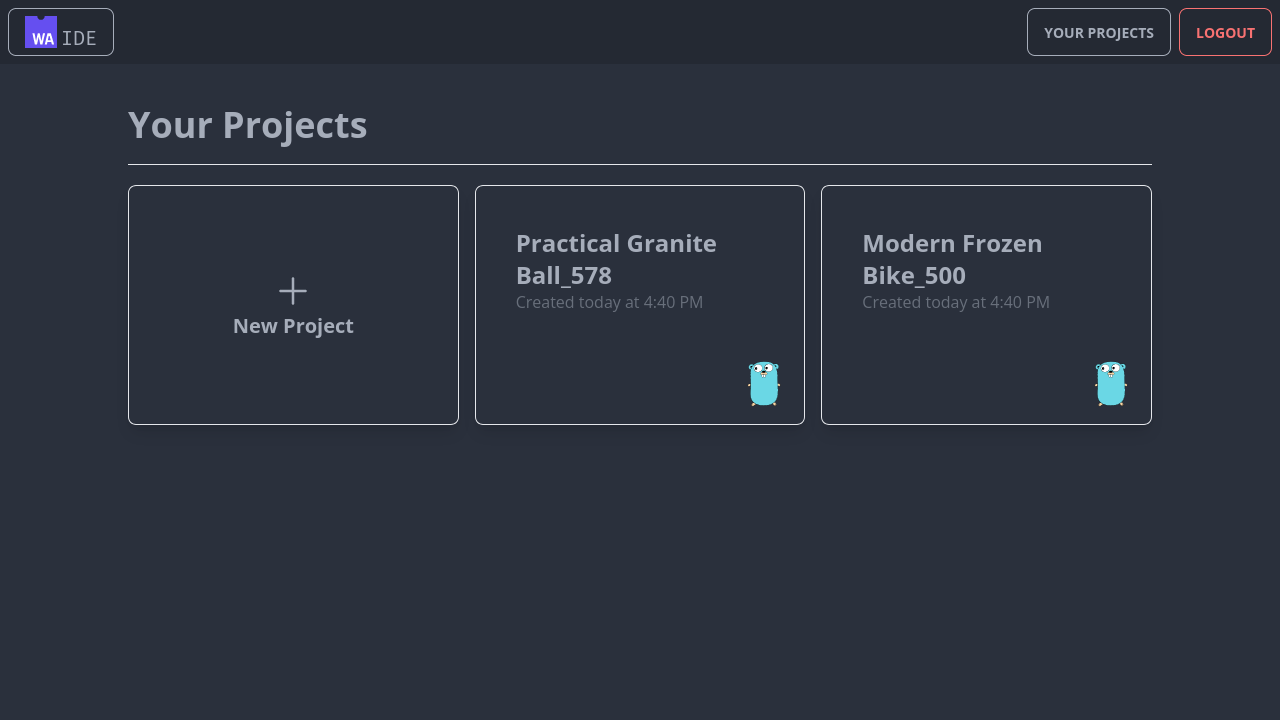 WA IDE
YOUR PROJECTS
LOGOUT
Your Projects
New Project
Practical Granite
Ball_578
Created today at 4:40 PM
Modern Frozen
Bike_500
Created today at 4:40 PM